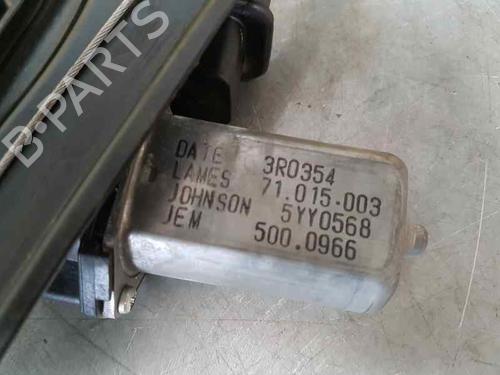 B-PARTS
DATE 3R0354
LAMES 71.015.003
JOHNSON 5YY0568
JEM 500.0966